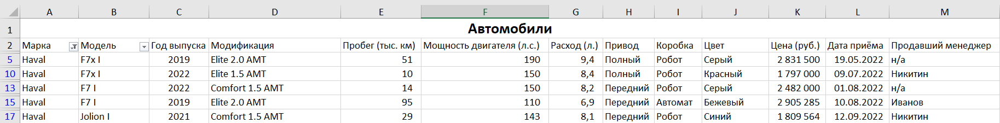 A B C D E F G H I J K L M
1 Автомобили
2 Марка Модель Год выпуска Модификация Пробег (тыс. км) Мощность двигателя (л.с.) Расход (л.) Привод Коробка Цвет Цена (руб.) Дата приёма Продавший менеджер
5 Haval F7x I 2019 Elite 2.0 AMT 51 190 9,4 Полный Робот Серый 2 831 500 19.05.2022 н/а
10 Haval F7x I 2022 Elite 1.5 AMT 10 150 8,4 Полный Робот Красный 1 797 000 09.07.2022 Никитин
13 Haval F7 I 2022 Comfort 1.5 AMT 14 150 8,2 Передний Робот Серый 2 482 000 01.08.2022 н/а
15 Haval F7 I 2019 Elite 2.0 AMT 95 110 6,9 Передний Автомат Бежевый 2 905 285 10.08.2022 Иванов
17 Haval Jolion I 2021 Comfort 1.5 AMT 29 143 8,1 Передний Робот Синий 1 809 564 12.09.2022 Никитин